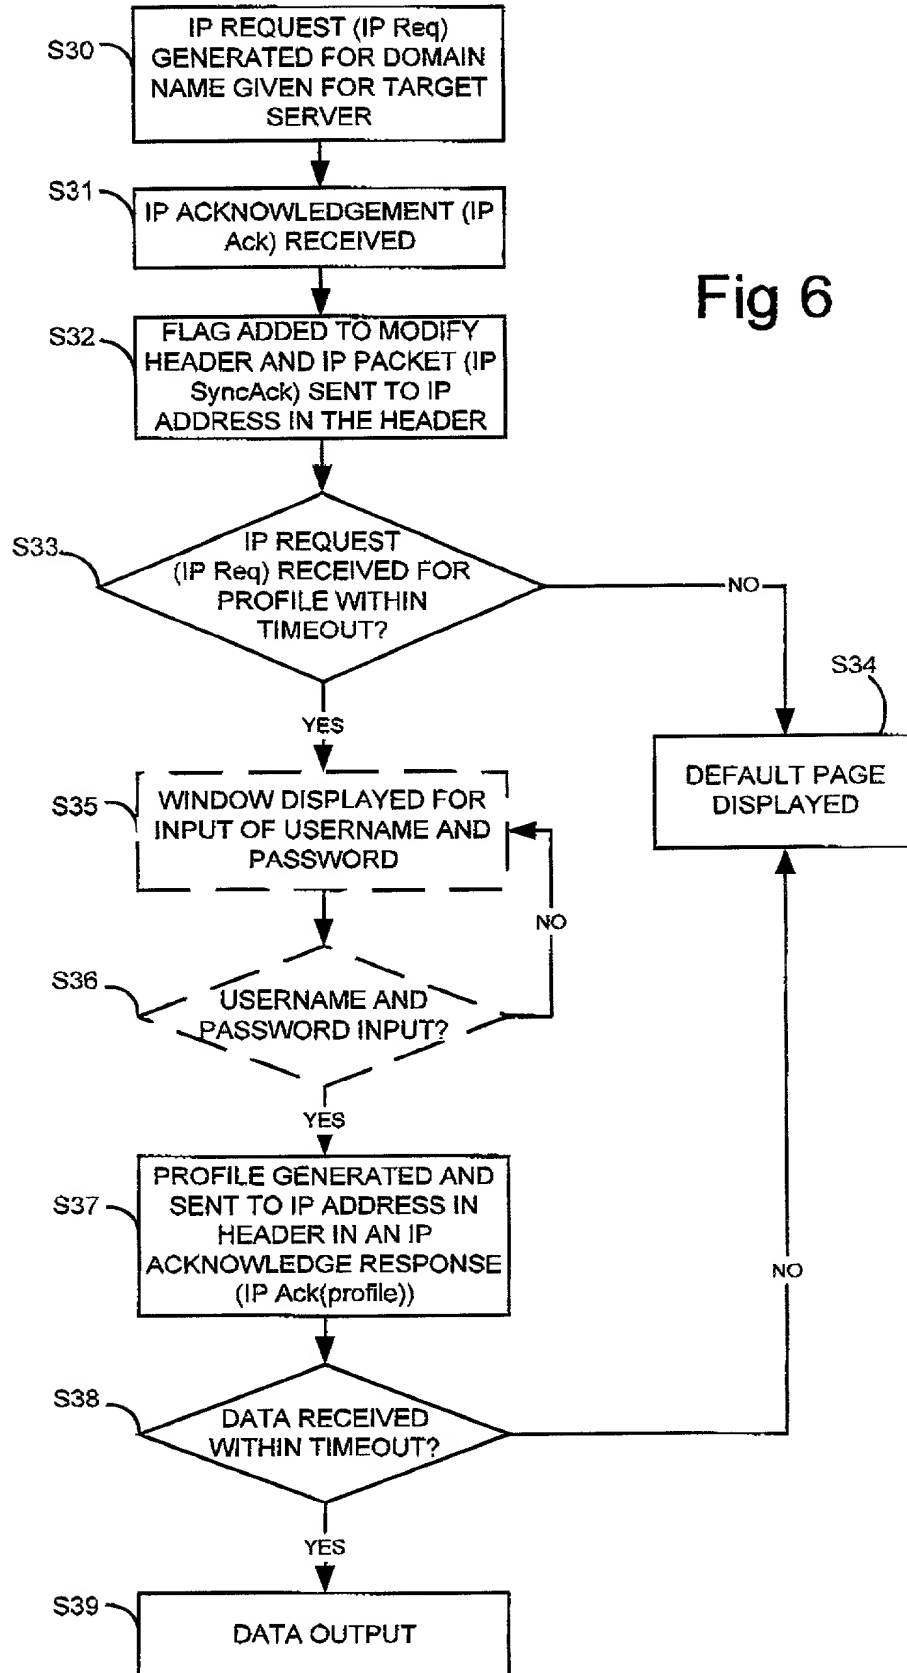 S30
IP REQUEST (IP Req)
GENERATED FOR DOMAIN
NAME GIVEN FOR TARGET
SERVER
S31
IP ACKNOWLEDGEMENT (IP
Ack) RECEIVED
Fig 6
S32
FLAG ADDED TO MODIFY
HEADER AND IP PACKET (IP
SyncAck) SENT TO IP
ADDRESS IN THE HEADER
S33
IP REQUEST
(IP Req) RECEIVED FOR
PROFILE WITHIN
TIMEOUT?
NO
S34
DEFAULT PAGE
DISPLAYED
YES
S35
WINDOW DISPLAYED FOR
INPUT OF USERNAME AND
PASSWORD
NO
S36
USERNAME AND
PASSWORD INPUT?
YES
S37
PROFILE GENERATED AND
SENT TO IP ADDRESS IN
HEADER IN AN IP
ACKNOWLEDGE RESPONSE
(IP Ack(profile))
NO
S38
DATA RECEIVED
WITHIN TIMEOUT?
YES
S39
DATA OUTPUT